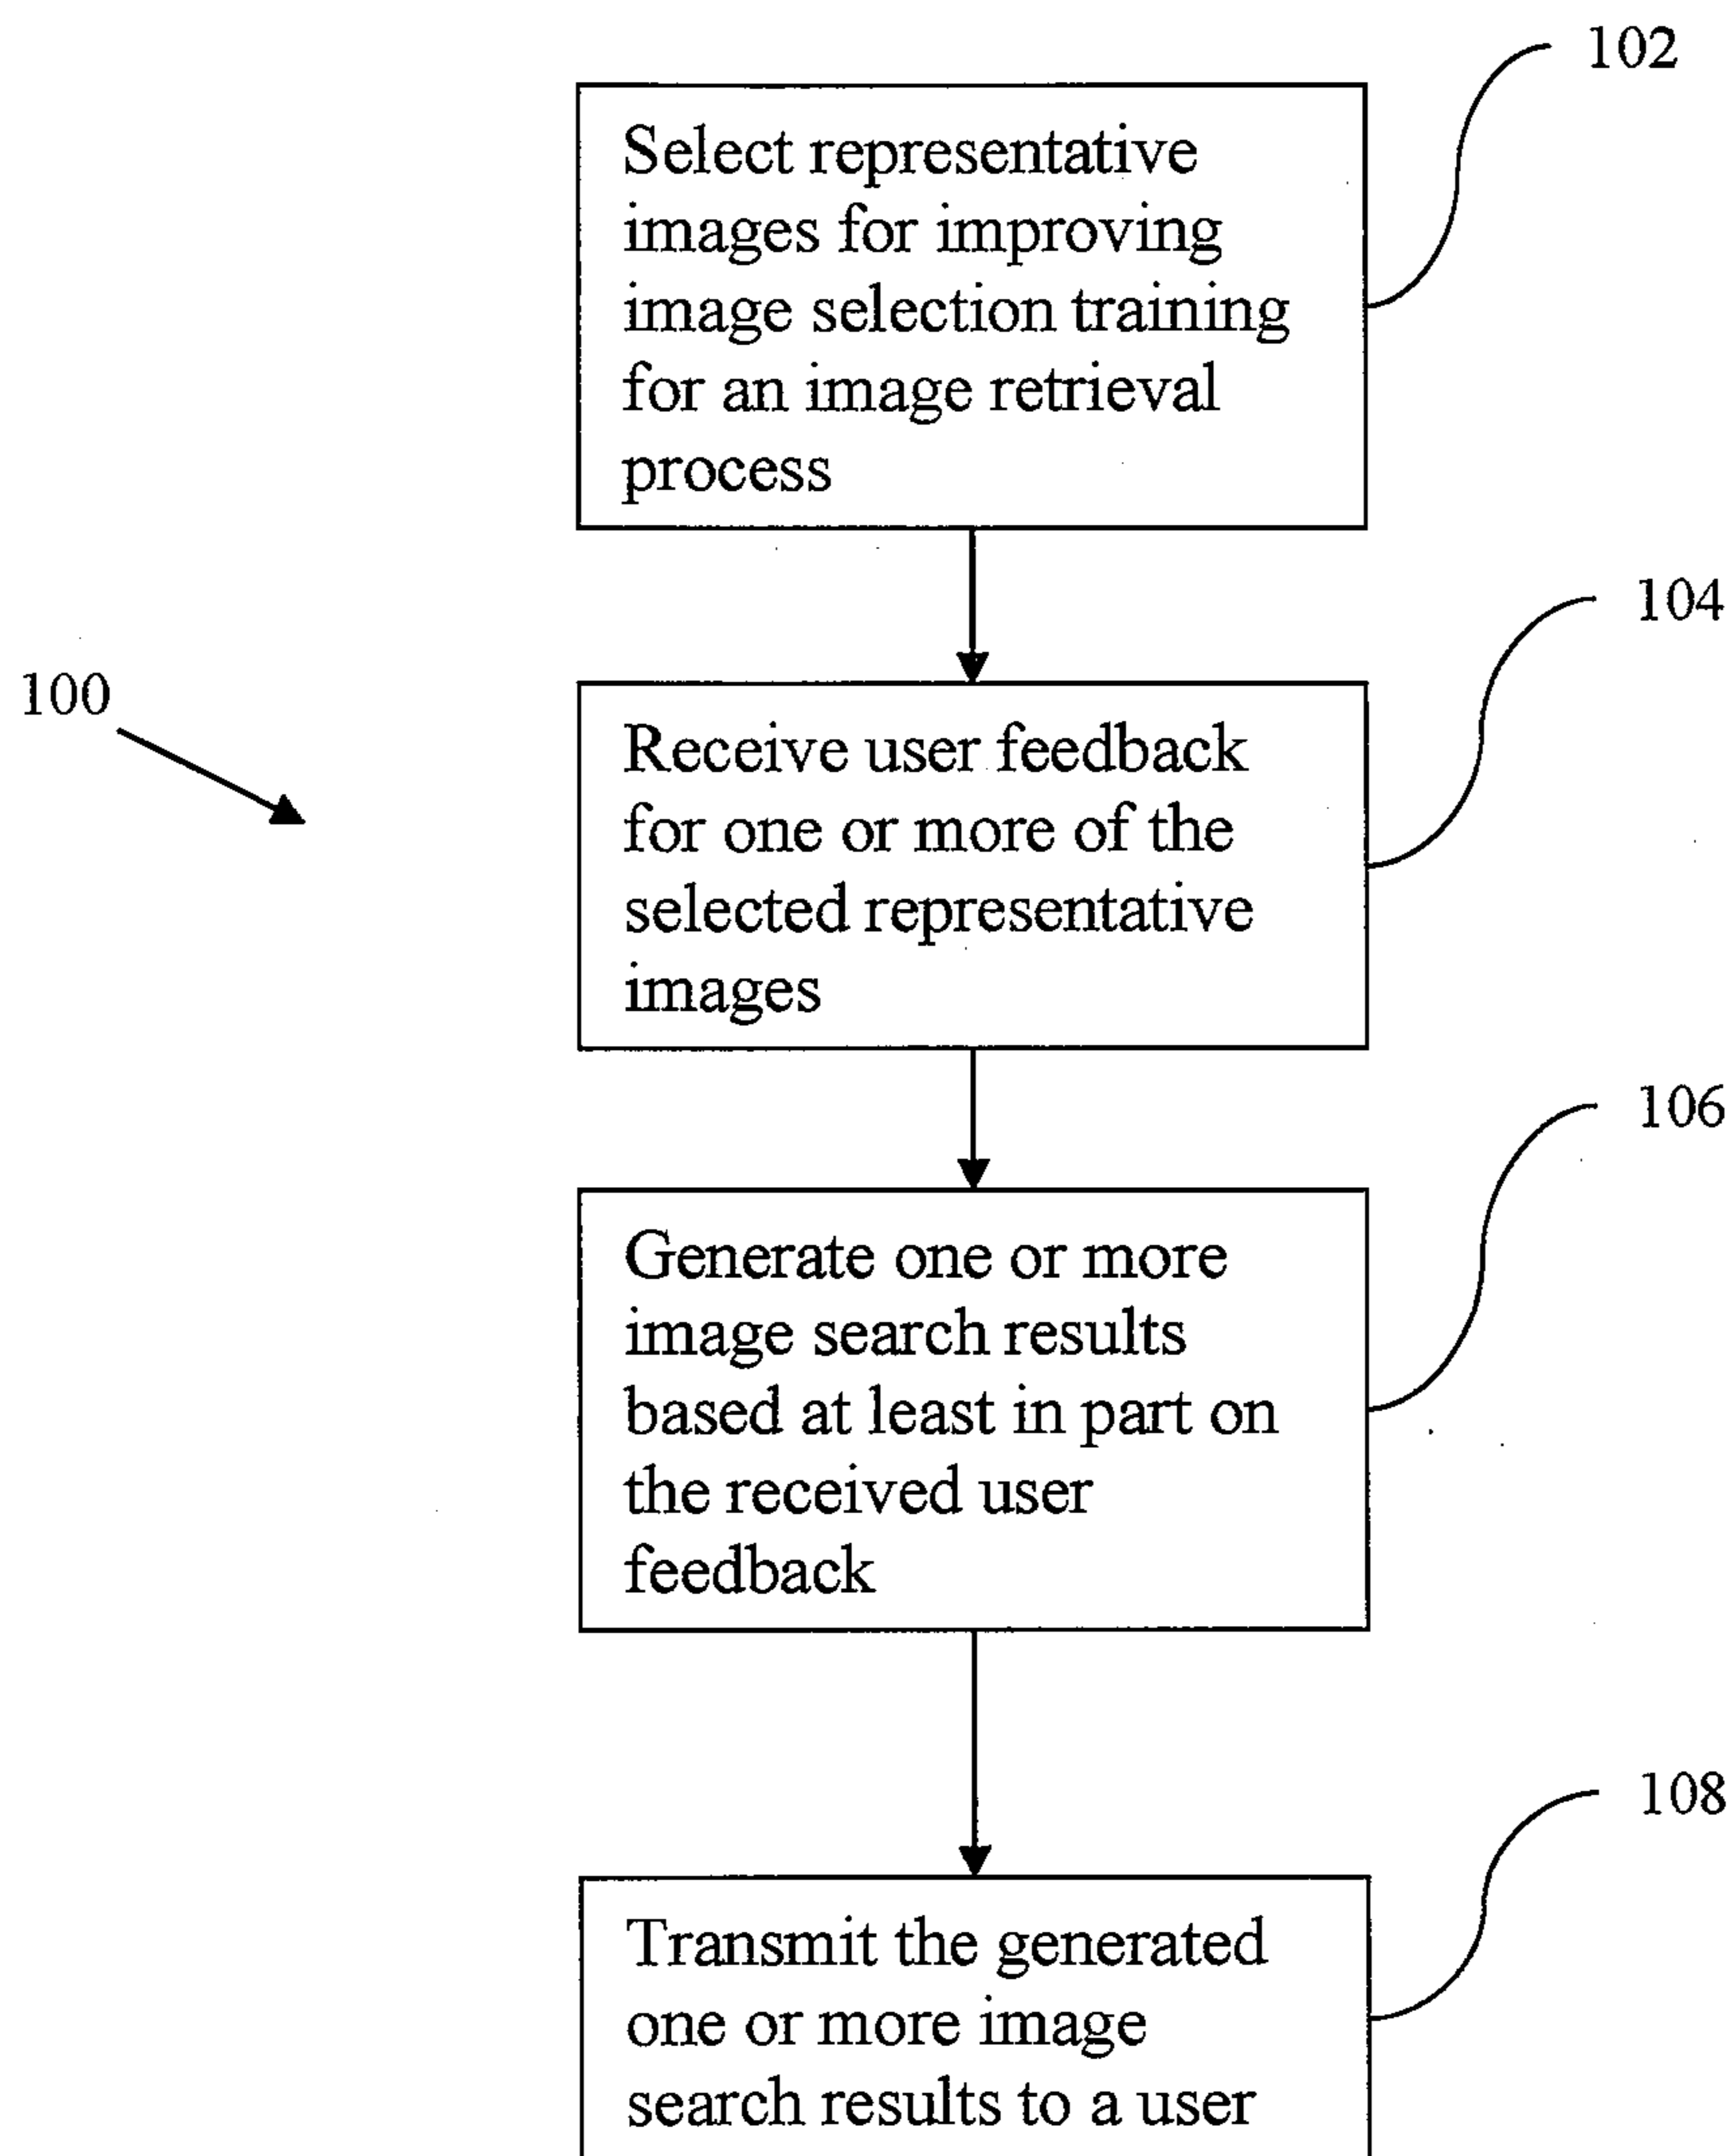 102
Select representative
images for improving
image selection training
for an image retrieval
process
104
100
Receive user feedback
for one or more of the
selected representative
images
106
Generate one or more
image search results
based at least in part on
the received user
feedback
108
Transmit the generated
one or more image
search results to a user